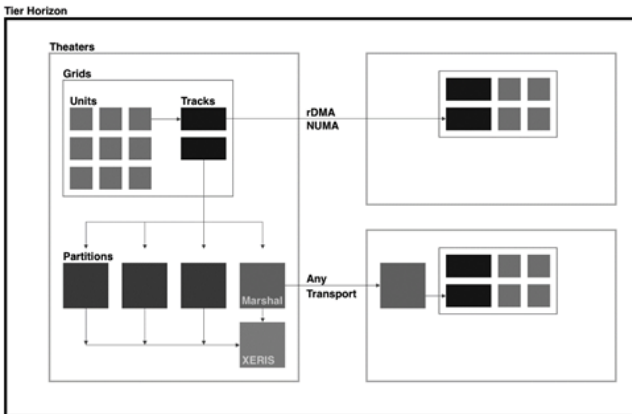 Tier Horizon
Theaters
Grids
Units
Tracks
rDMA
NUMA
Partitions
Marshal
Any
Transport
XERIS